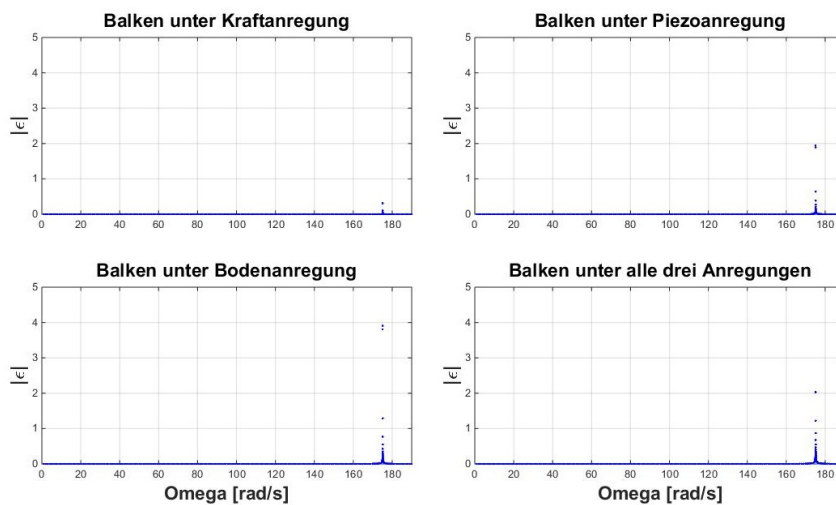 Balken unter Kraftanregung
5
4
3
2
1
0
|ϵ|
0 20 40 60 80 100 120 140 160 180
Balken unter Piezoanregung
5
4
3
2
1
0
|ϵ|
0 20 40 60 80 100 120 140 160 180
Balken unter Bodenanregung
5
4
3
2
1
0
|ϵ|
0 20 40 60 80 100 120 140 160 180
Omega [rad/s]
Balken unter alle drei Anregungen
5
4
3
2
1
0
|ϵ|
0 20 40 60 80 100 120 140 160 180
Omega [rad/s]